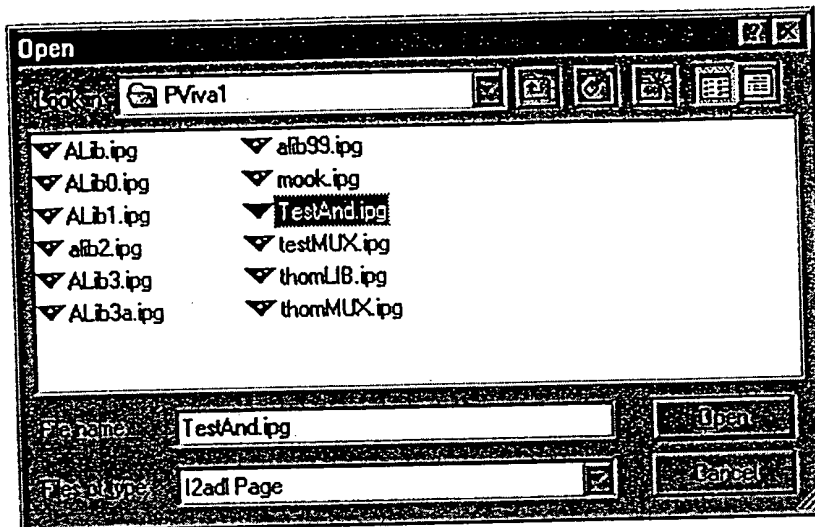 Open
Look in: PViva1
ALib.ipg
ALib0.ipg
ALib1.ipg
alib2.ipg
ALib3.ipg
ALib3a.ipg
alib99.ipg
mook.ipg
TestAnd.ipg
testMUX.ipg
thomLIB.ipg
thomMUX.ipg
File name: TestAnd.ipg
Open
Files of type: I2adl Page
Cancel